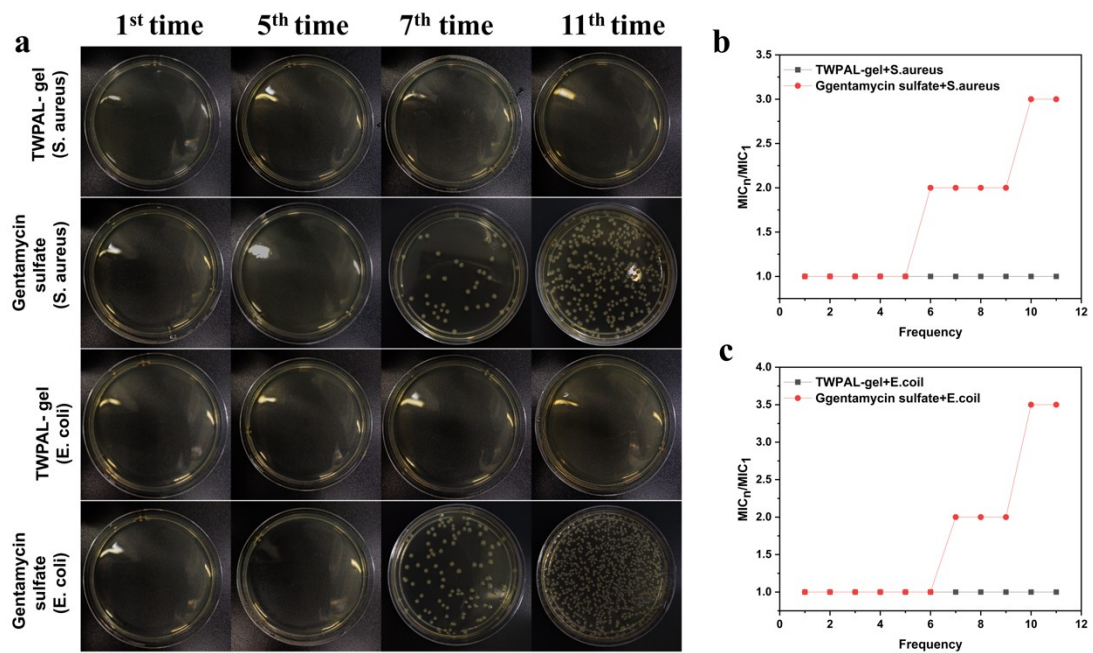 1st time 5th time 7th time 11th time
a
TWPAL- gel
(S. aureus)
Gentamycin
sulfate
(S. aureus)
TWPAL- gel
(E. coli)
Gentamycin
sulfate
(E. coli)
b
3.5
3.0
2.5
2.0
1.5
1.0
MICn/MIC1
TWPAL-gel+S.aureus
Ggentamycin sulfate+S.aureus
0 2 4 6 8 10 12
Frequency
c
4.0
3.5
3.0
2.5
2.0
1.5
1.0
MICn/MIC1
TWPAL-gel+E.coil
Ggentamycin sulfate+E.coil
0 2 4 6 8 10 12
Frequency